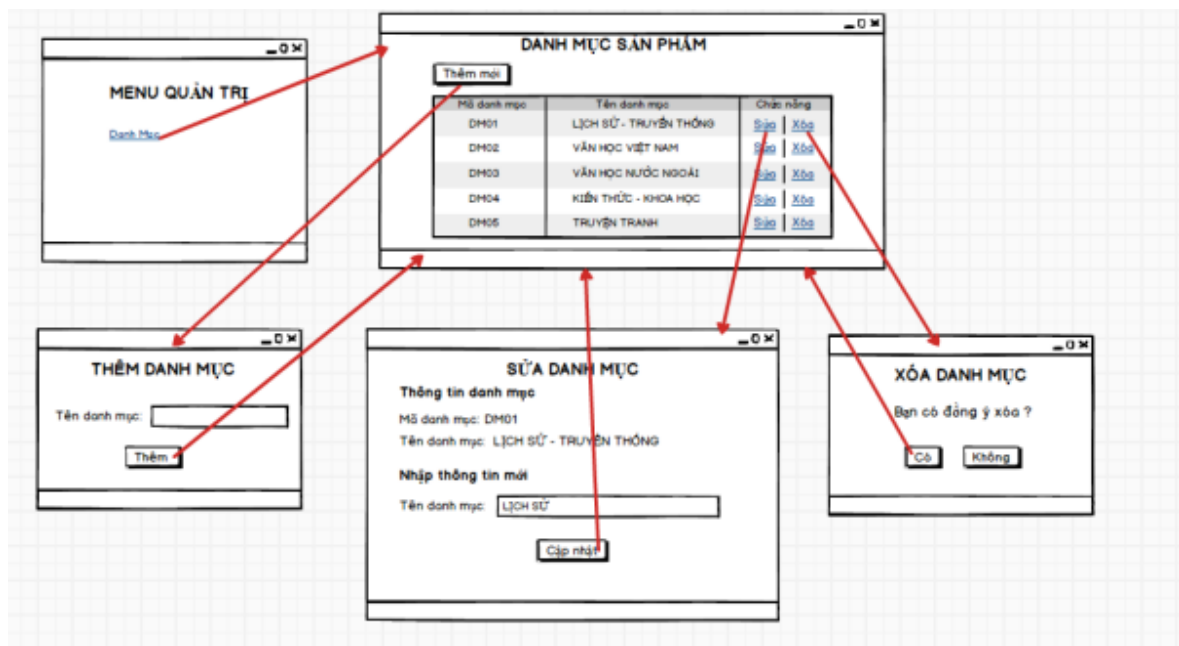 MENU QUẢN TRỊ
Danh Mục
DANH MỤC SẢN PHẨM
Thêm mới
Mã danh mục Tên danh mục Chức năng
DM01 LỊCH SỬ - TRUYỀN THỐNG Sửa Xóa
DM02 VĂN HỌC VIỆT NAM Sửa Xóa
DM03 VĂN HỌC NƯỚC NGOÀI Sửa Xóa
DM04 KIẾN THỨC - KHOA HỌC Sửa Xóa
DM05 TRUYỆN TRANH Sửa Xóa
THÊM DANH MỤC
Tên danh mục:
Thêm
SỬA DANH MỤC
Thông tin danh mục
Mã danh mục: DM01
Tên danh mục: LỊCH SỬ - TRUYỀN THỐNG
Nhập thông tin mới
Tên danh mục: LỊCH SỬ
Cập nhật
XÓA DANH MỤC
Bạn có đồng ý xóa ?
Có Không